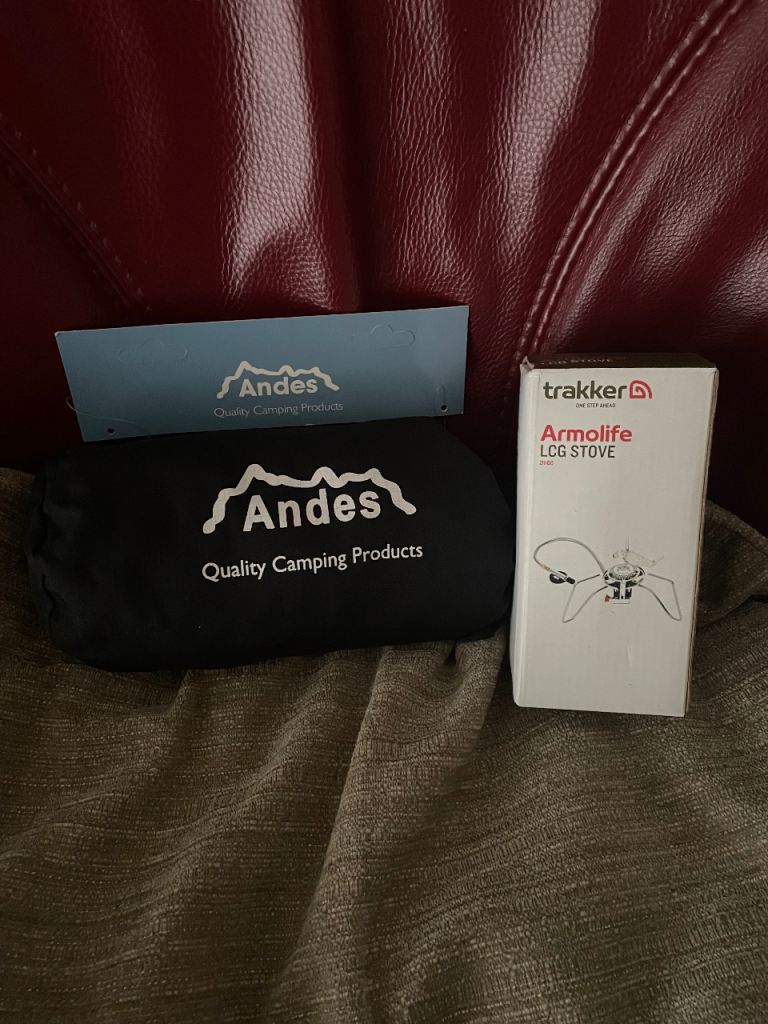 Andes
Quality Camping Products
Andes
Quality Camping Products
trakker
ONE STEP AHEAD
Armolife
LCG STOVE